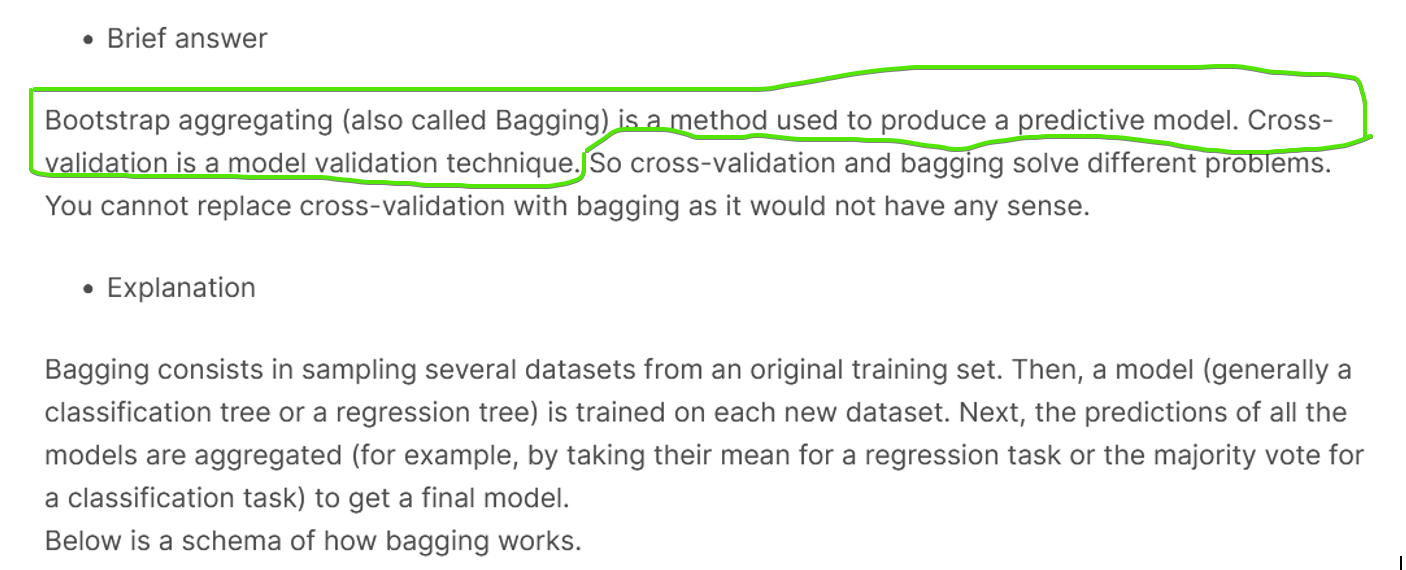 • Brief answer
Bootstrap aggregating (also called Bagging) is a method used to produce a predictive model. Cross-
validation is a model validation technique. So cross-validation and bagging solve different problems.
You cannot replace cross-validation with bagging as it would not have any sense.
• Explanation
Bagging consists in sampling several datasets from an original training set. Then, a model (generally a
classification tree or a regression tree) is trained on each new dataset. Next, the predictions of all the
models are aggregated (for example, by taking their mean for a regression task or the majority vote for
a classification task) to get a final model.
Below is a schema of how bagging works.